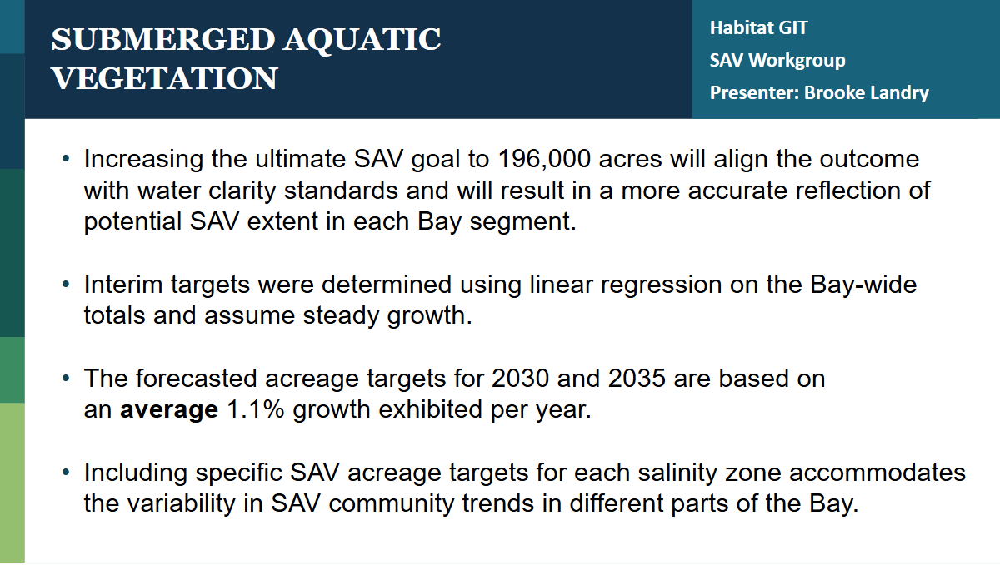 SUBMERGED AQUATIC
VEGETATION
Habitat GIT
SAV Workgroup
Presenter: Brooke Landry
• Increasing the ultimate SAV goal to 196,000 acres will align the outcome
with water clarity standards and will result in a more accurate reflection of
potential SAV extent in each Bay segment.
• Interim targets were determined using linear regression on the Bay-wide
totals and assume steady growth.
• The forecasted acreage targets for 2030 and 2035 are based on
an average 1.1% growth exhibited per year.
• Including specific SAV acreage targets for each salinity zone accommodates
the variability in SAV community trends in different parts of the Bay.